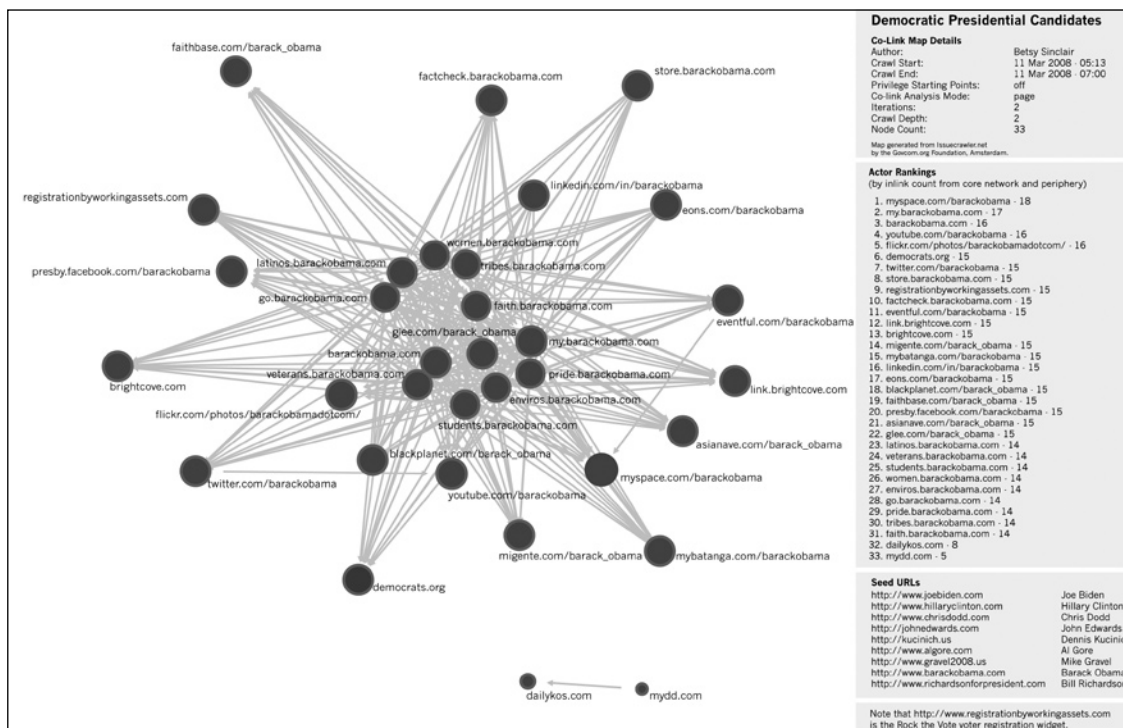 faithbase.com/barack_obama
factcheck.barackobama.com
store.barackobama.com
linkedin.com/in/barackobama
registrationbyworkingassets.com
eons.com/barackobama
women.barackobama.com
latinos.barackobama.com
tribes.barackobama.com
presby.facebook.com/barackobama
go.barackobama.com
faith.barackobama.com
eventful.com/barackobama
glee.com/barack_obama
my.barackobama.com
barackobama.com
veterans.barackobama.com
pride.barackobama.com
brightcove.com
link.brightcove.com
enviros.barackobama.com
flickr.com/photos/barackobamadotcom/
students.barackobama.com
asianave.com/barack_obama
blackplanet.com/barack_obama
twitter.com/barackobama
youtube.com/barackobama
myspace.com/barackobama
migente.com/barack_obama
mybatanga.com/barackobama
democrats.org
dailykos.com
mydd.com
Democratic Presidential Candidates
Co-Link Map Details
Author: Betsy Sinclair
Crawl Start: 11 Mar 2008 - 05:13
Crawl End: 11 Mar 2008 - 07:00
Privilege Starting Points: off
Co-link Analysis Mode: page
Iterations: 2
Crawl Depth: 2
Node Count: 33
Map generated from Issuecrawler.net
by the Govcom.org Foundation, Amsterdam.
Actor Rankings
(by inlink count from core network and periphery)
1. myspace.com/barackobama - 18
2. my.barackobama.com - 17
3. barackobama.com - 16
4. youtube.com/barackobama - 16
5. flickr.com/photos/barackobamadotcom/ - 16
6. democrats.org - 15
7. twitter.com/barackobama - 15
8. store.barackobama.com - 15
9. registrationbyworkingassets.com - 15
10. factcheck.barackobama.com - 15
11. eventful.com/barackobama - 15
12. link.brightcove.com - 15
13. brightcove.com - 15
14. migente.com/barack_obama - 15
15. mybatanga.com/barackobama - 15
16. linkedin.com/in/barackobama - 15
17. eons.com/barackobama - 15
18. blackplanet.com/barack_obama - 15
19. faithbase.com/barack_obama - 15
20. presby.facebook.com/barackobama - 15
21. asianave.com/barack_obama - 15
22. glee.com/barack_obama - 15
23. latinos.barackobama.com - 14
24. veterans.barackobama.com - 14
25. students.barackobama.com - 14
26. women.barackobama.com - 14
27. enviros.barackobama.com - 14
28. go.barackobama.com - 14
29. pride.barackobama.com - 14
30. tribes.barackobama.com - 14
31. faith.barackobama.com - 14
32. dailykos.com - 8
33. mydd.com - 5
Seed URLs
http://www.joebiden.com Joe Biden
http://www.hillaryclinton.com Hillary Clinton
http://www.chrisdodd.com Chris Dodd
http://johnedwards.com John Edwards
http://kucinich.us Dennis Kucinic
http://www.algore.com Al Gore
http://www.gravel2008.us Mike Gravel
http://www.barackobama.com Barack Obama
http://www.richardsonforpresident.com Bill Richardson
Note that http://www.registrationbyworkingassets.com
is the Rock the Vote voter registration widget.